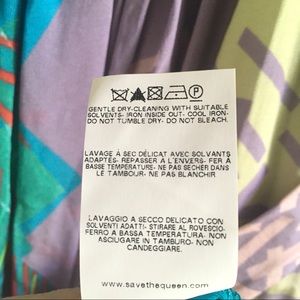 GENTLE DRY-CLEANING WITH SUITABLE
SOLVENTS- IRON INSIDE OUT- COOL IRON-
DO NOT TUMBLE DRY- DO NOT BLEACH.
LAVAGE À SEC DÉLICAT AVEC SOLVANTS
ADAPTÉS- REPASSER A L'ENVERS- FER À
BASSE TEMPERATURE- NE PAS SECHER DANS
LE TAMBOUR- NE PAS BLANCHIR
LAVAGGIO A SECCO DELICATO CON
SOLVENTI ADATTI- STIRARE AL ROVESCIO-
FERRO A BASSA TEMPERATURA- NON
ASCIUGARE IN TAMBURO- NON
CANDEGGIARE.
www.savethequeen.com